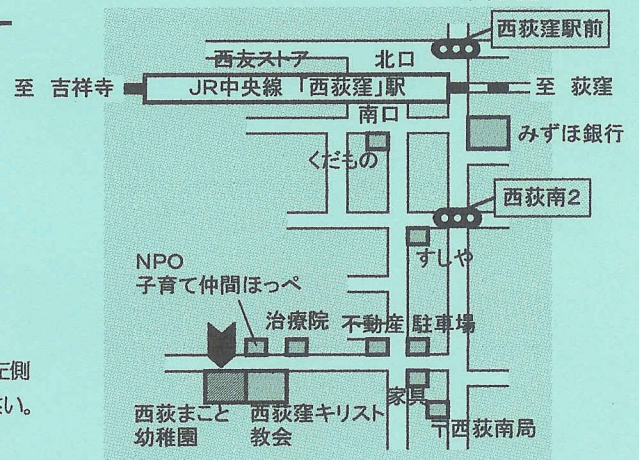 西荻窪駅前
西友ストア
北口
至 吉祥寺
JR中央線 「西荻窪」駅
至 荻窪
南口
みずほ銀行
くだもの
西荻南2
すしや
NPO
子育て仲間ほっぺ
治療院
不動産
駐車場
左側
さい。
家具
西荻まこと
幼稚園
西荻窪キリスト
教会
〒西荻南局